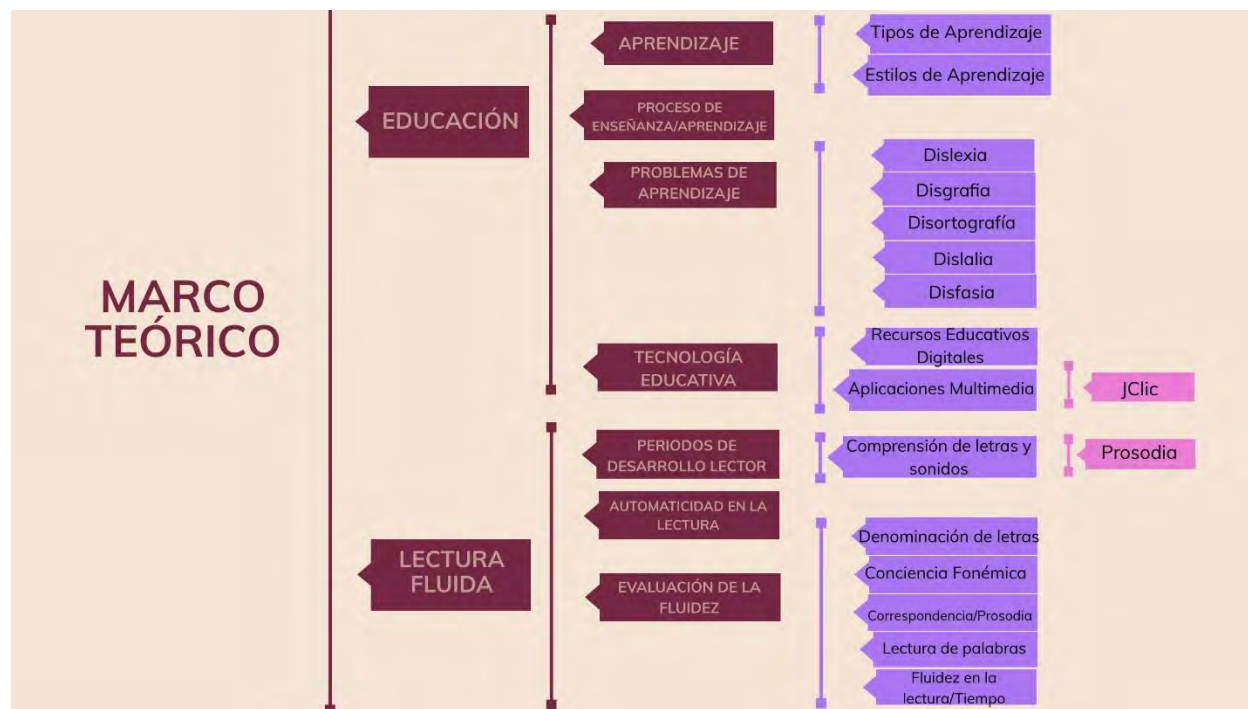 MARCO
TEÓRICO
EDUCACIÓN
APRENDIZAJE
Tipos de Aprendizaje
Estilos de Aprendizaje
PROCESO DE
ENSEÑANZA/APRENDIZAJE
PROBLEMAS DE
APRENDIZAJE
Dislexia
Disgrafia
Disortografía
Dislalia
Disfasia
TECNOLOGÍA
EDUCATIVA
Recursos Educativos
Digitales
Aplicaciones Multimedia
JClic
LECTURA
FLUIDA
PERIODOS DE
DESARROLLO LECTOR
Comprensión de letras y
sonidos
Prosodia
AUTOMATICIDAD EN LA
LECTURA
EVALUACIÓN DE LA
FLUIDEZ
Denominación de letras
Conciencia Fonémica
Correspondencia/Prosodia
Lectura de palabras
Fluidez en la
lectura/Tiempo